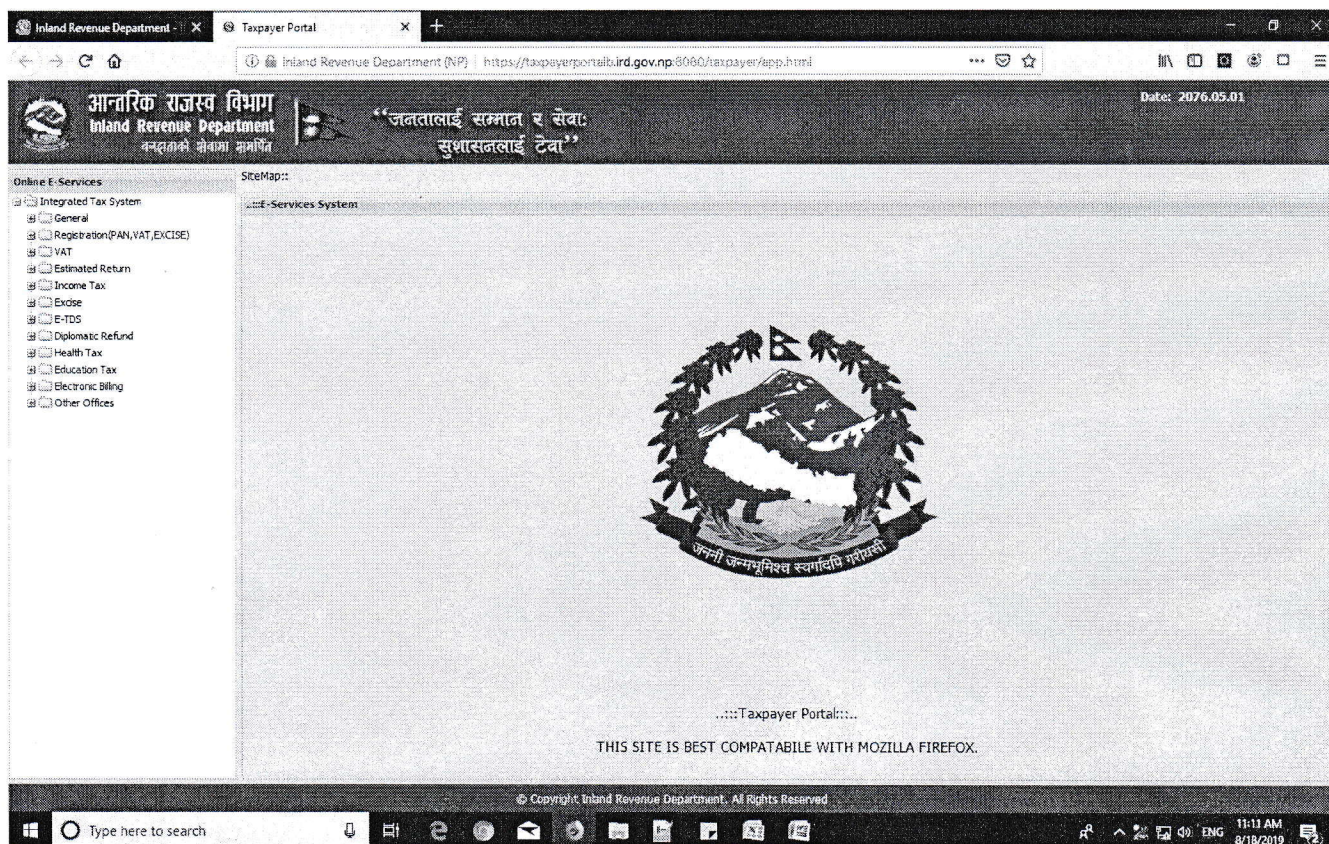 Inland Revenue Department -
Taxpayer Portal
Inland Revenue Department (NP)
https://taxpayerportalb.ird.gov.np:8080/taxpayer/app.html
आन्तरिक राजस्व विभाग
Inland Revenue Department
करदाताको सेवामा समर्पित
“जनतालाई सम्मान र सेवा:
सुशासनलाई टेवा”
Date: 2076.05.01
Online E-Services
Integrated Tax System
General
Registration(PAN,VAT,EXCISE)
VAT
Estimated Return
Income Tax
Excise
E-TDS
Diplomatic Refund
Health Tax
Education Tax
Electronic Billing
Other Offices
SiteMap::
..:::E-Services System
जननी जन्मभूमिश्च स्वर्गादपि गरीयसी
..:::Taxpayer Portal:::..
THIS SITE IS BEST COMPATABILE WITH MOZILLA FIREFOX.
© Copyright Inland Revenue Department. All Rights Reserved
Type here to search
ENG
11:11 AM
8/18/2019